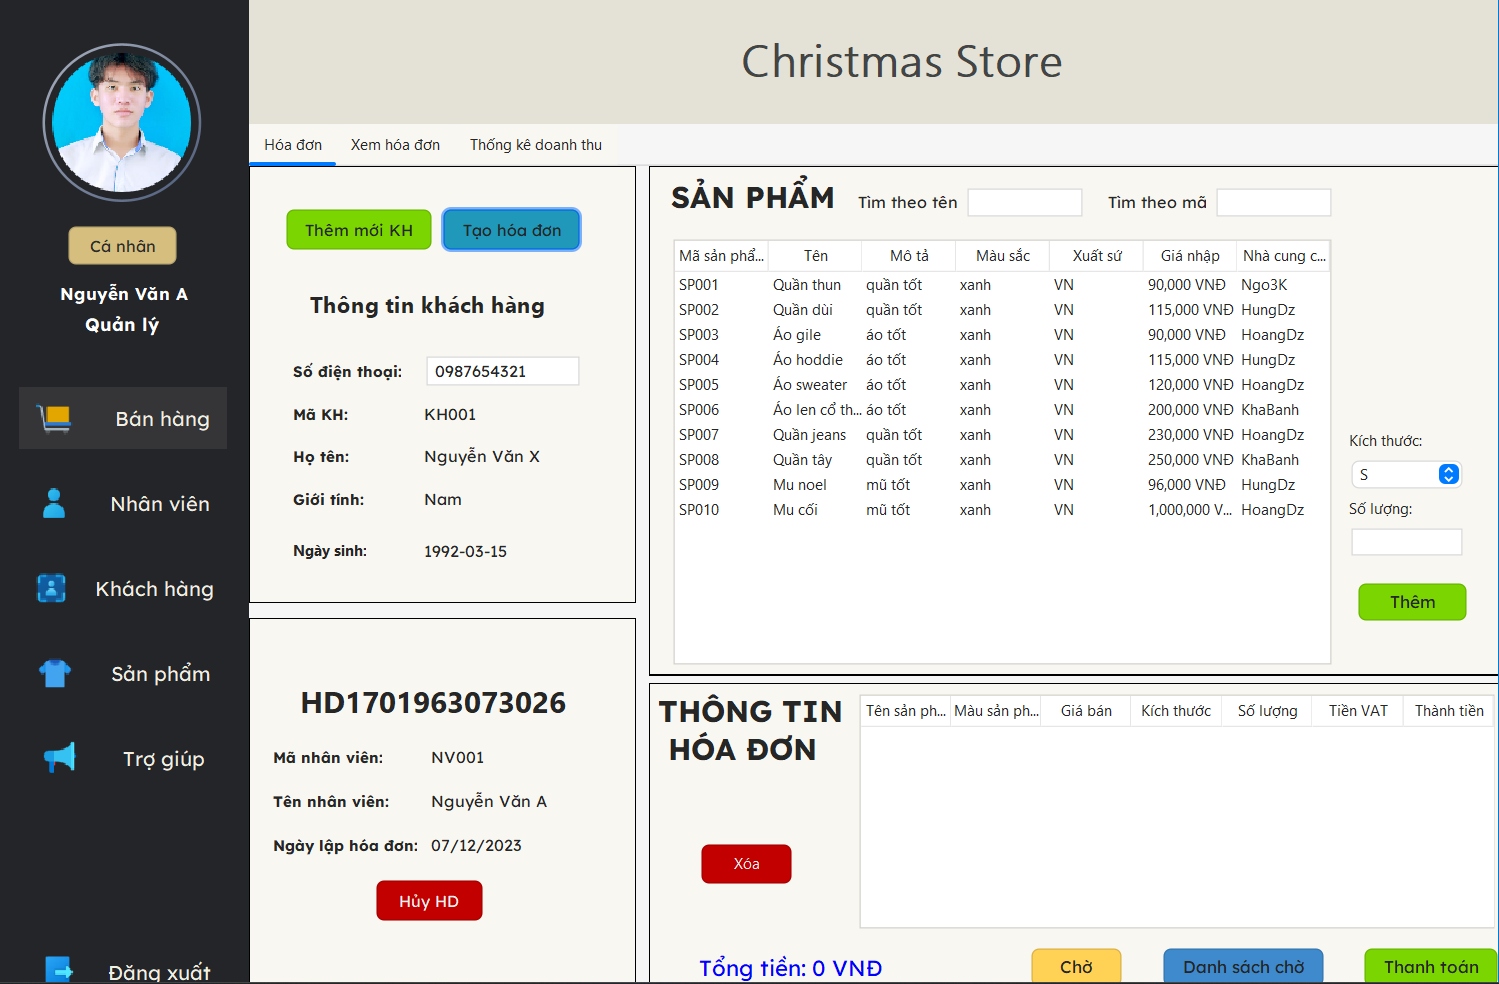 Christmas Store
Cá nhân
Nguyễn Văn A
Quản lý
Bán hàng
Nhân viên
Khách hàng
Sản phẩm
Trợ giúp
Đăng xuất
Hóa đơn Xem hóa đơn Thống kê doanh thu
Thêm mới KH Tạo hóa đơn
Thông tin khách hàng
Số điện thoại: 0987654321
Mã KH: KH001
Họ tên: Nguyễn Văn X
Giới tính: Nam
Ngày sinh: 1992-03-15
HD1701963073026
Mã nhân viên: NV001
Tên nhân viên: Nguyễn Văn A
Ngày lập hóa đơn: 07/12/2023
Hủy HD
SẢN PHẨM Tìm theo tên Tìm theo mã
Mã sản phẩ... Tên Mô tả Màu sắc Xuất sứ Giá nhập Nhà cung c...
SP001 Quần thun quần tốt xanh VN 90,000 VNĐ Ngo3K
SP002 Quần dùi quần tốt xanh VN 115,000 VNĐ HungDz
SP003 Áo gile áo tốt xanh VN 90,000 VNĐ HoangDz
SP004 Áo hoddie áo tốt xanh VN 115,000 VNĐ HungDz
SP005 Áo sweater áo tốt xanh VN 120,000 VNĐ HoangDz
SP006 Áo len cổ th... áo tốt xanh VN 200,000 VNĐ KhaBanh
SP007 Quần jeans quần tốt xanh VN 230,000 VNĐ HoangDz
SP008 Quần tây quần tốt xanh VN 250,000 VNĐ KhaBanh
SP009 Mu noel mũ tốt xanh VN 96,000 VNĐ HungDz
SP010 Mu cối mũ tốt xanh VN 1,000,000 V... HoangDz
Kích thước:
S
Số lượng:
Thêm
THÔNG TIN
HÓA ĐƠN
Tên sản ph... Màu sản ph... Giá bán Kích thước Số lượng Tiền VAT Thành tiền
Xóa
Tổng tiền: 0 VNĐ Chờ Danh sách chờ Thanh toán